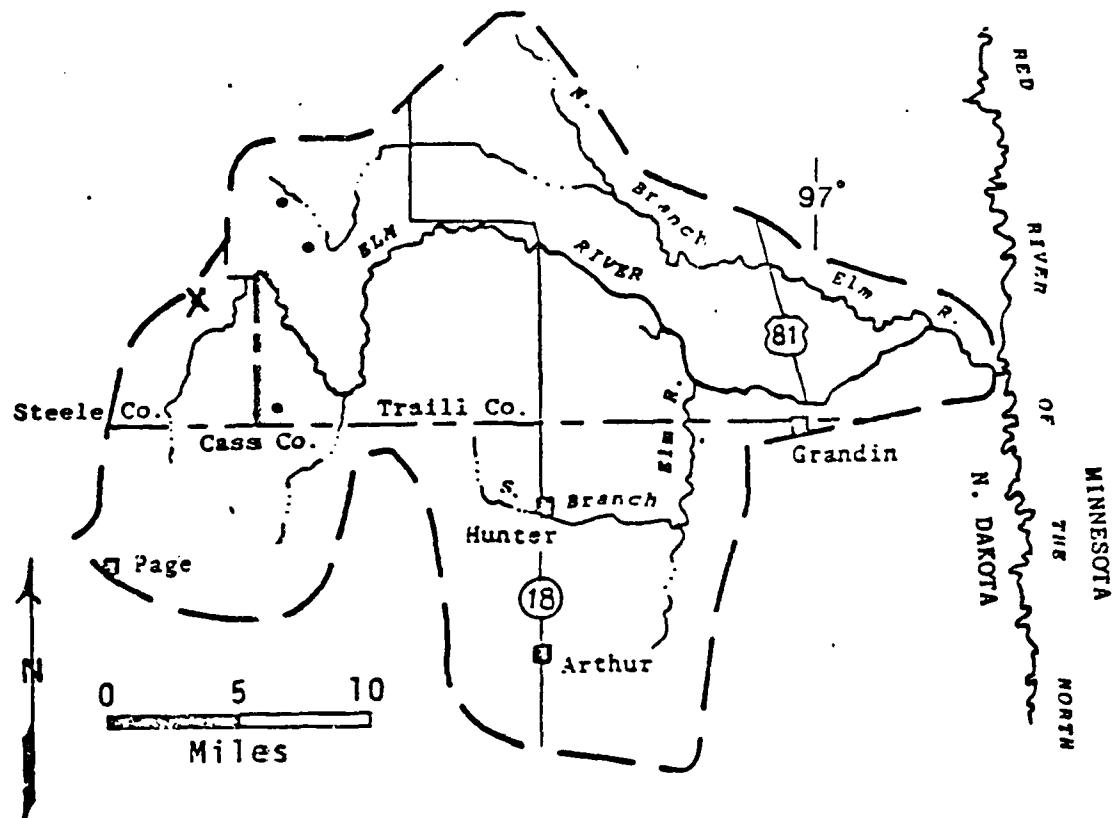 N.
Branch
Elm
R.
97°
ELM
RIVER
81
RED
RIVER
OF
THE
NORTH
Steele Co.
Traill Co.
Cass Co.
Elm R.
Grandin
S. Branch
Hunter
Page
18
Arthur
N. DAKOTA
MINNESOTA
N
0 5 10
Miles